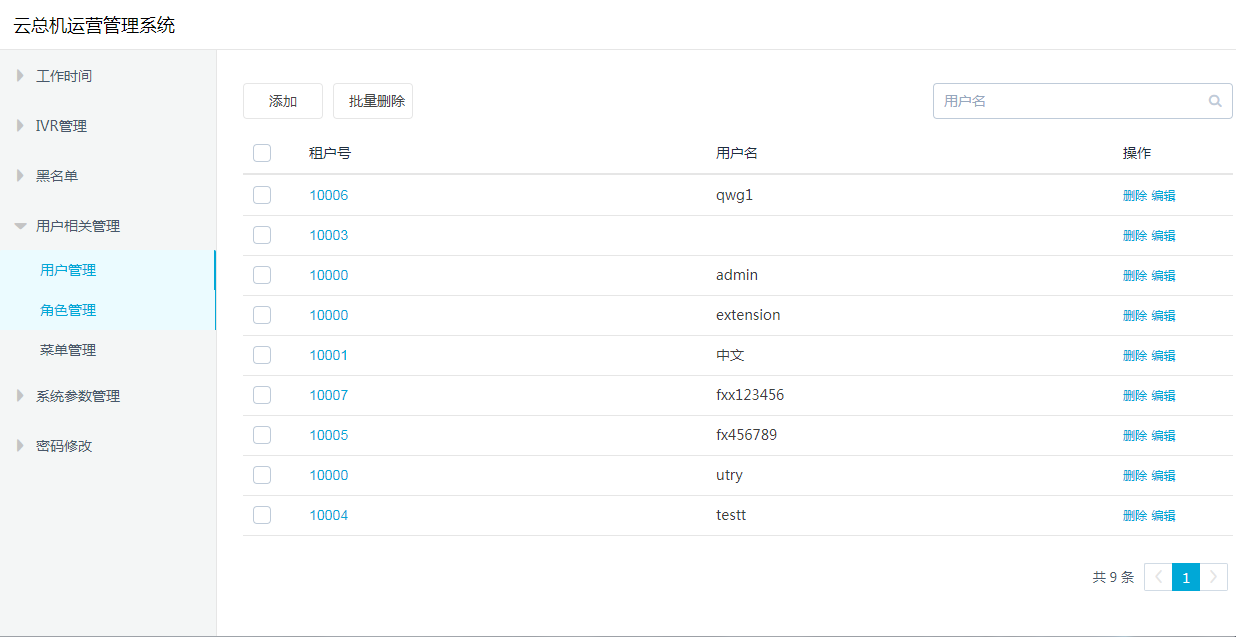 云总机运营管理系统
工作时间
IVR管理
黑名单
用户相关管理
用户管理
角色管理
菜单管理
系统参数管理
密码修改
添加 批量删除 用户名
租户号 用户名 操作
10006 qwg1 删除 编辑
10003 删除 编辑
10000 admin 删除 编辑
10000 extension 删除 编辑
10001 中文 删除 编辑
10007 fxx123456 删除 编辑
10005 fx456789 删除 编辑
10000 utry 删除 编辑
10004 testt 删除 编辑
共 9 条 1